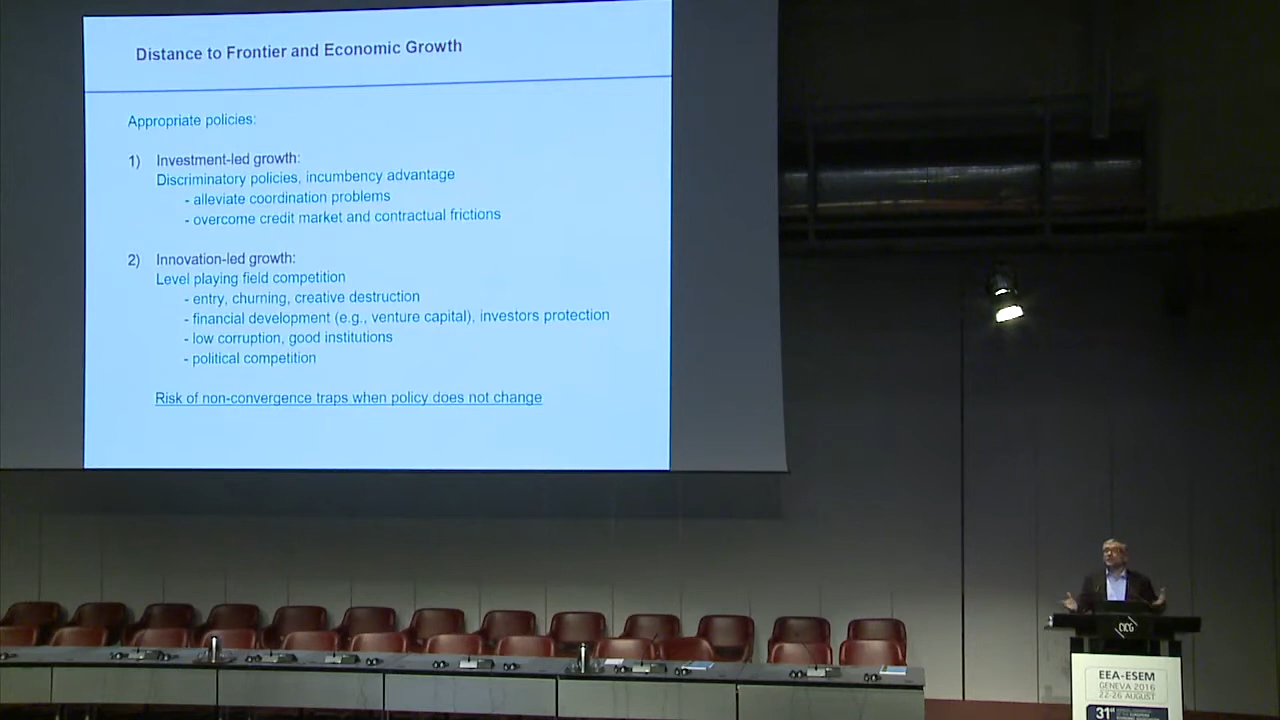 Distance to Frontier and Economic Growth
Appropriate policies:
1) Investment-led growth:
Discriminatory policies, incumbency advantage
- alleviate coordination problems
- overcome credit market and contractual frictions
2) Innovation-led growth:
Level playing field competition
- entry, churning, creative destruction
- financial development (e.g., venture capital), investors protection
- low corruption, good institutions
- political competition
Risk of non-convergence traps when policy does not change
CICG
EEA-ESEM
GENEVA 2016
22-26 AUGUST
31st